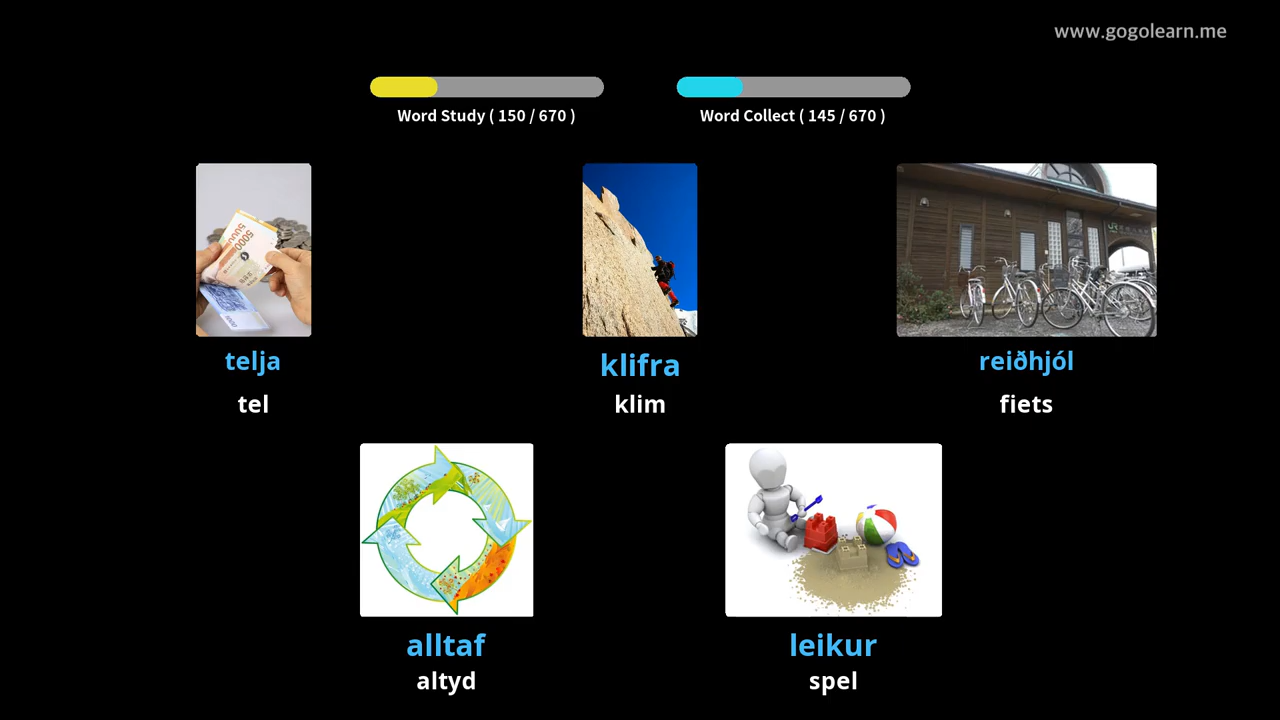 www.gogolearn.me
Word Study ( 150 / 670 )
Word Collect ( 145 / 670 )
5000
telja
klifra
reiðhjól
tel
klim
fiets
alltaf
leikur
altyd
spel